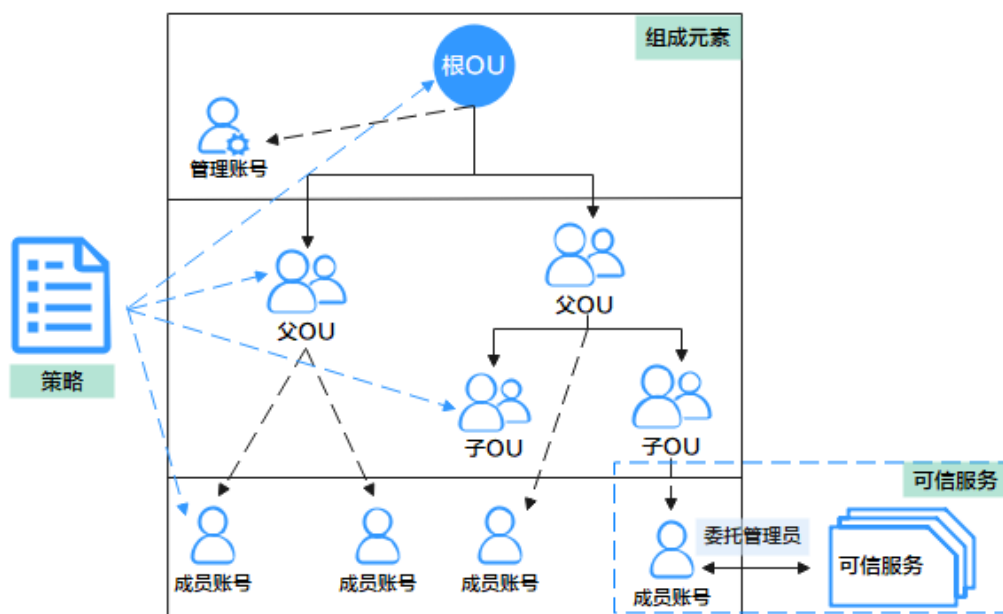 组成元素
根OU
管理账号
父OU
父OU
策略
子OU
子OU
可信服务
委托管理员
可信服务
成员账号
成员账号
成员账号
成员账号